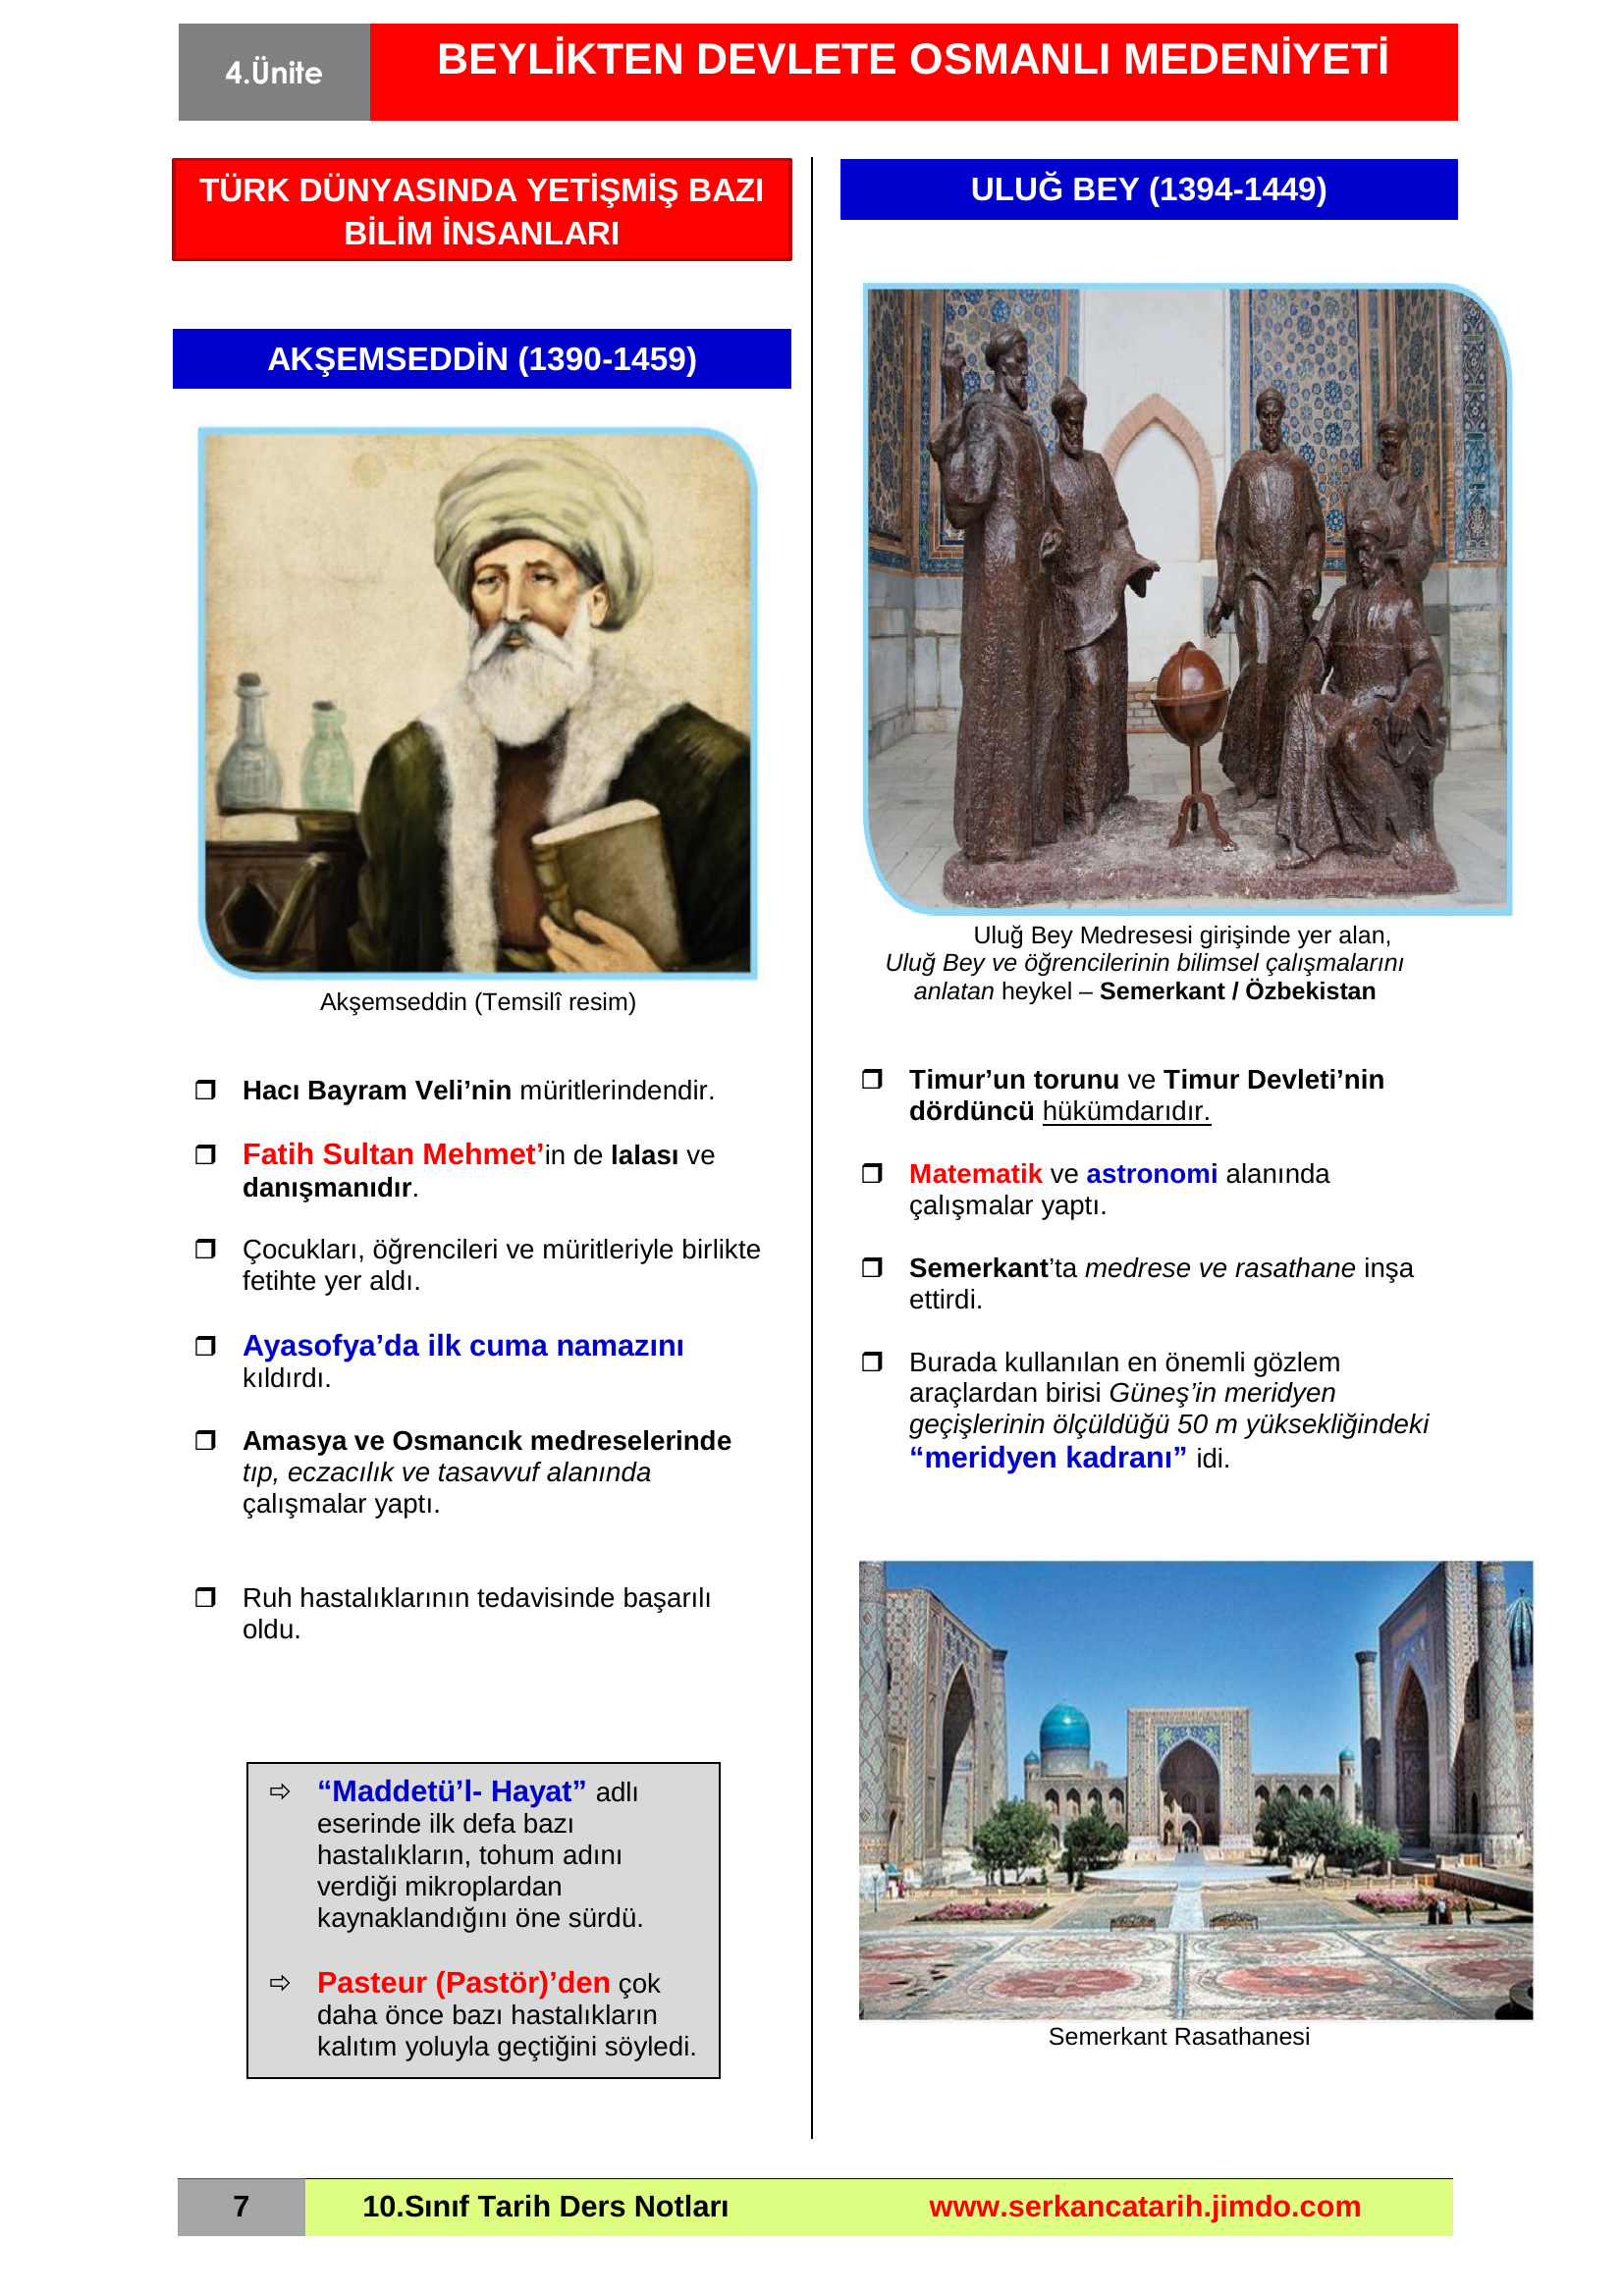 4.Ünite
BEYLİKTEN DEVLETE OSMANLI MEDENİYETİ
TÜRK DÜNYASINDA YETİŞMİŞ BAZI
BİLİM İNSANLARI
AKŞEMSEDDİN (1390-1459)
Akşemseddin (Temsilî resim)
❒ Hacı Bayram Veli’nin müritlerindendir.
❒ Fatih Sultan Mehmet’in de lalası ve
danışmanıdır.
❒ Çocukları, öğrencileri ve müritleriyle birlikte
fetihte yer aldı.
❒ Ayasofya’da ilk cuma namazını
kıldırdı.
❒ Amasya ve Osmancık medreselerinde
tıp, eczacılık ve tasavvuf alanında
çalışmalar yaptı.
❒ Ruh hastalıklarının tedavisinde başarılı
oldu.
⇨ “Maddetü’l- Hayat” adlı
eserinde ilk defa bazı
hastalıkların, tohum adını
verdiği mikroplardan
kaynaklandığını öne sürdü.
⇨ Pasteur (Pastör)’den çok
daha önce bazı hastalıkların
kalıtım yoluyla geçtiğini söyledi.
ULUĞ BEY (1394-1449)
Uluğ Bey Medresesi girişinde yer alan,
Uluğ Bey ve öğrencilerinin bilimsel çalışmalarını
anlatan heykel – Semerkant / Özbekistan
❒ Timur’un torunu ve Timur Devleti’nin
dördüncü hükümdarıdır.
❒ Matematik ve astronomi alanında
çalışmalar yaptı.
❒ Semerkant’ta medrese ve rasathane inşa
ettirdi.
❒ Burada kullanılan en önemli gözlem
araçlardan birisi Güneş’in meridyen
geçişlerinin ölçüldüğü 50 m yüksekliğindeki
“meridyen kadranı” idi.
Semerkant Rasathanesi
7 10.Sınıf Tarih Ders Notları www.serkancatarih.jimdo.com